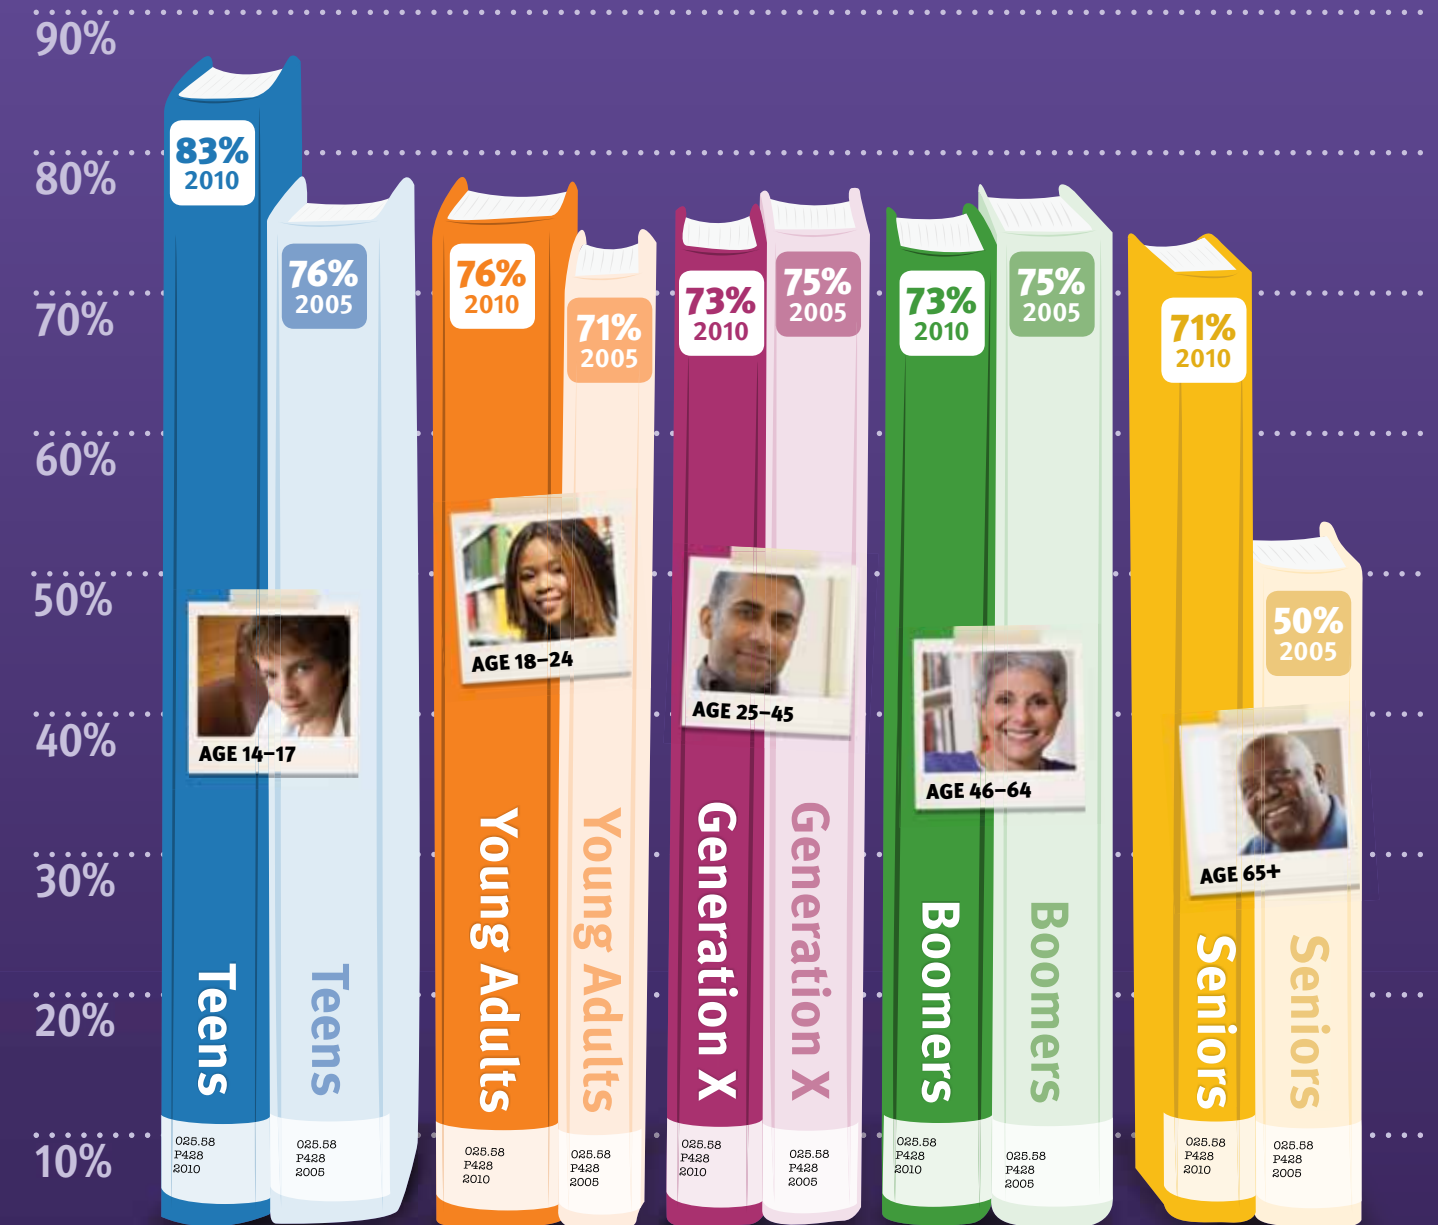 90%
80%
70%
60%
50%
40%
30%
20%
10%
83%
2010
76%
2005
AGE 14–17
Teens
Teens
025.58
P428
2010
025.58
P428
2005
76%
2010
71%
2005
AGE 18–24
Young Adults
Young Adults
025.58
P428
2010
025.58
P428
2005
73%
2010
75%
2005
AGE 25–45
Generation X
Generation X
025.58
P428
2010
025.58
P428
2005
73%
2010
75%
2005
AGE 46–64
Boomers
Boomers
025.58
P428
2010
025.58
P428
2005
71%
2010
50%
2005
AGE 65+
Seniors
Seniors
025.58
P428
2010
025.58
P428
2005